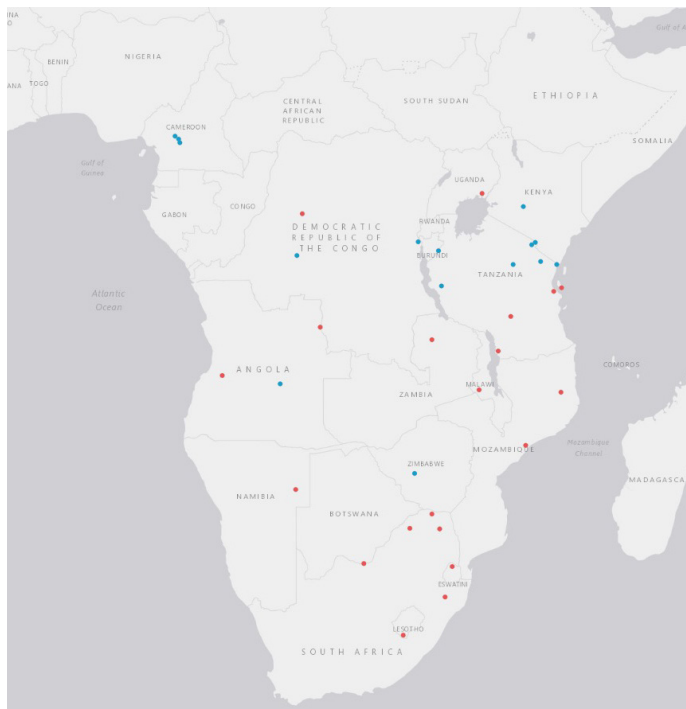 Gulf of A
NIGERIA
BENIN
TOGO
ANA
CENTRAL
AFRICAN
REPUBLIC
SOUTH SUDAN
ETHIOPIA
CAMEROON
SOMALIA
Gulf of
Guinea
UGANDA
KENYA
GABON
CONGO
RWANDA
DEMOCRATIC
REPUBLIC OF
THE CONGO
BURUNDI
TANZANIA
Atlantic
Ocean
ANGOLA
COMOROS
MALAWI
ZAMBIA
MOZAMBIQUE
Mozambique
Channel
ZIMBABWE
MADAGASCA
NAMIBIA
BOTSWANA
ESWATINI
LESOTHO
SOUTH AFRICA